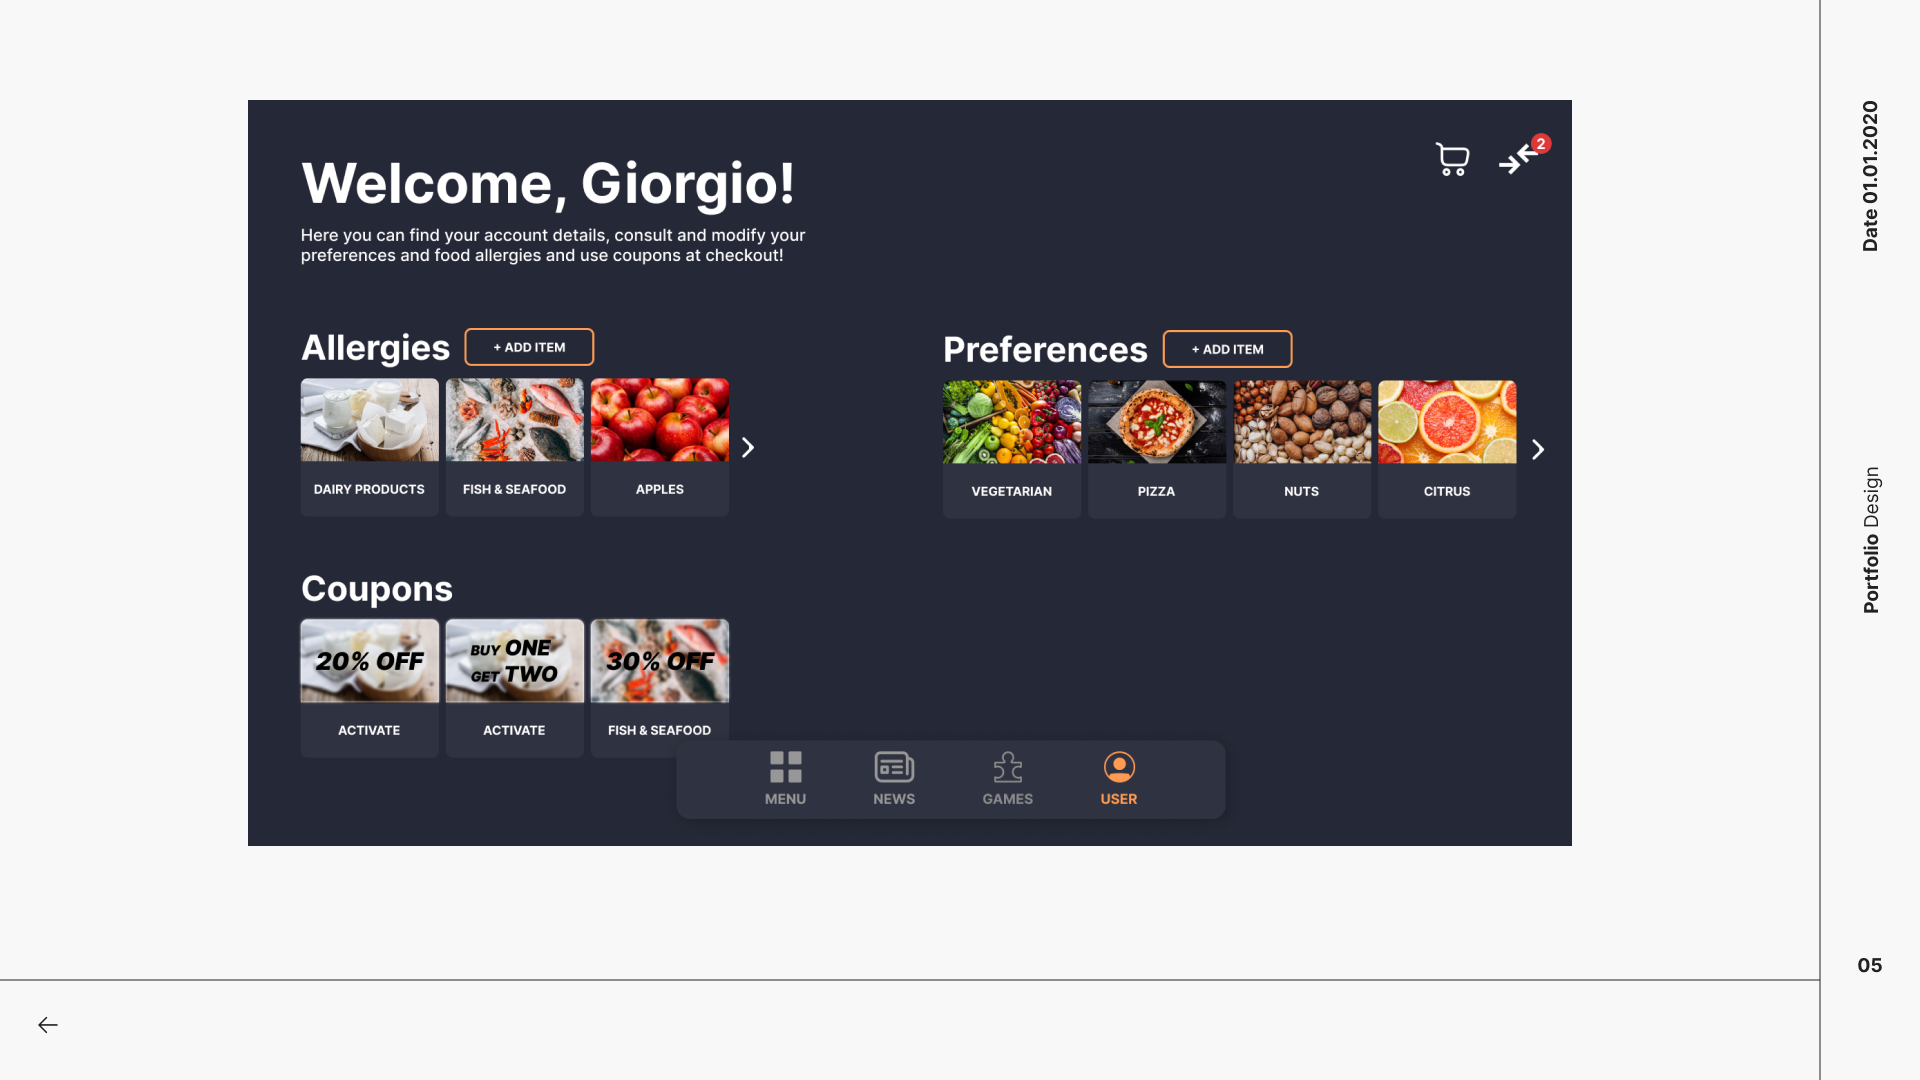 Welcome, Giorgio!
2
Here you can find your account details, consult and modify your
preferences and food allergies and use coupons at checkout!
Allergies
+ ADD ITEM
DAIRY PRODUCTS
FISH & SEAFOOD
APPLES
Preferences
+ ADD ITEM
VEGETARIAN
PIZZA
NUTS
CITRUS
Coupons
20% OFF
BUY ONE
GET TWO
30% OFF
ACTIVATE
ACTIVATE
FISH & SEAFOOD
MENU
NEWS
GAMES
USER
Date 01.01.2020
Portfolio Design
05